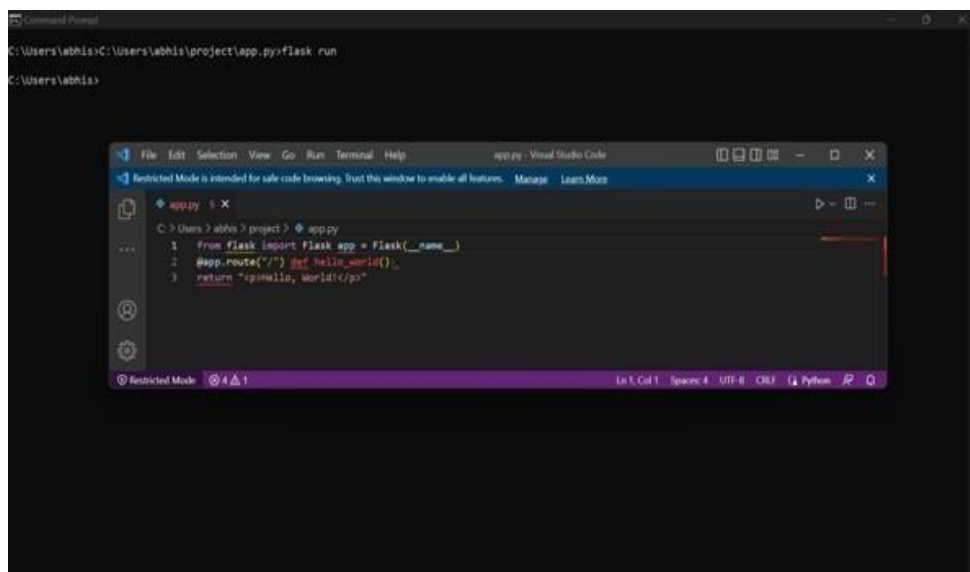 Command Prompt
C:\Users\abhis>C:\Users\abhis\project\app.py>flask run
C:\Users\abhis>
File Edit Selection View Go Run Terminal Help app.py - Visual Studio Code
Restricted Mode is intended for safe code browsing. Trust this window to enable all features. Manage Learn More
app.py 5
C: > Users > abhis > project > app.py
1 from flask import Flask app = Flask(__name__)
2 @app.route("/") def hello_world():
3 return "<p>Hello, World!</p>"
Restricted Mode 4 1 Ln 1, Col 1 Spaces: 4 UTF-8 CRLF Python